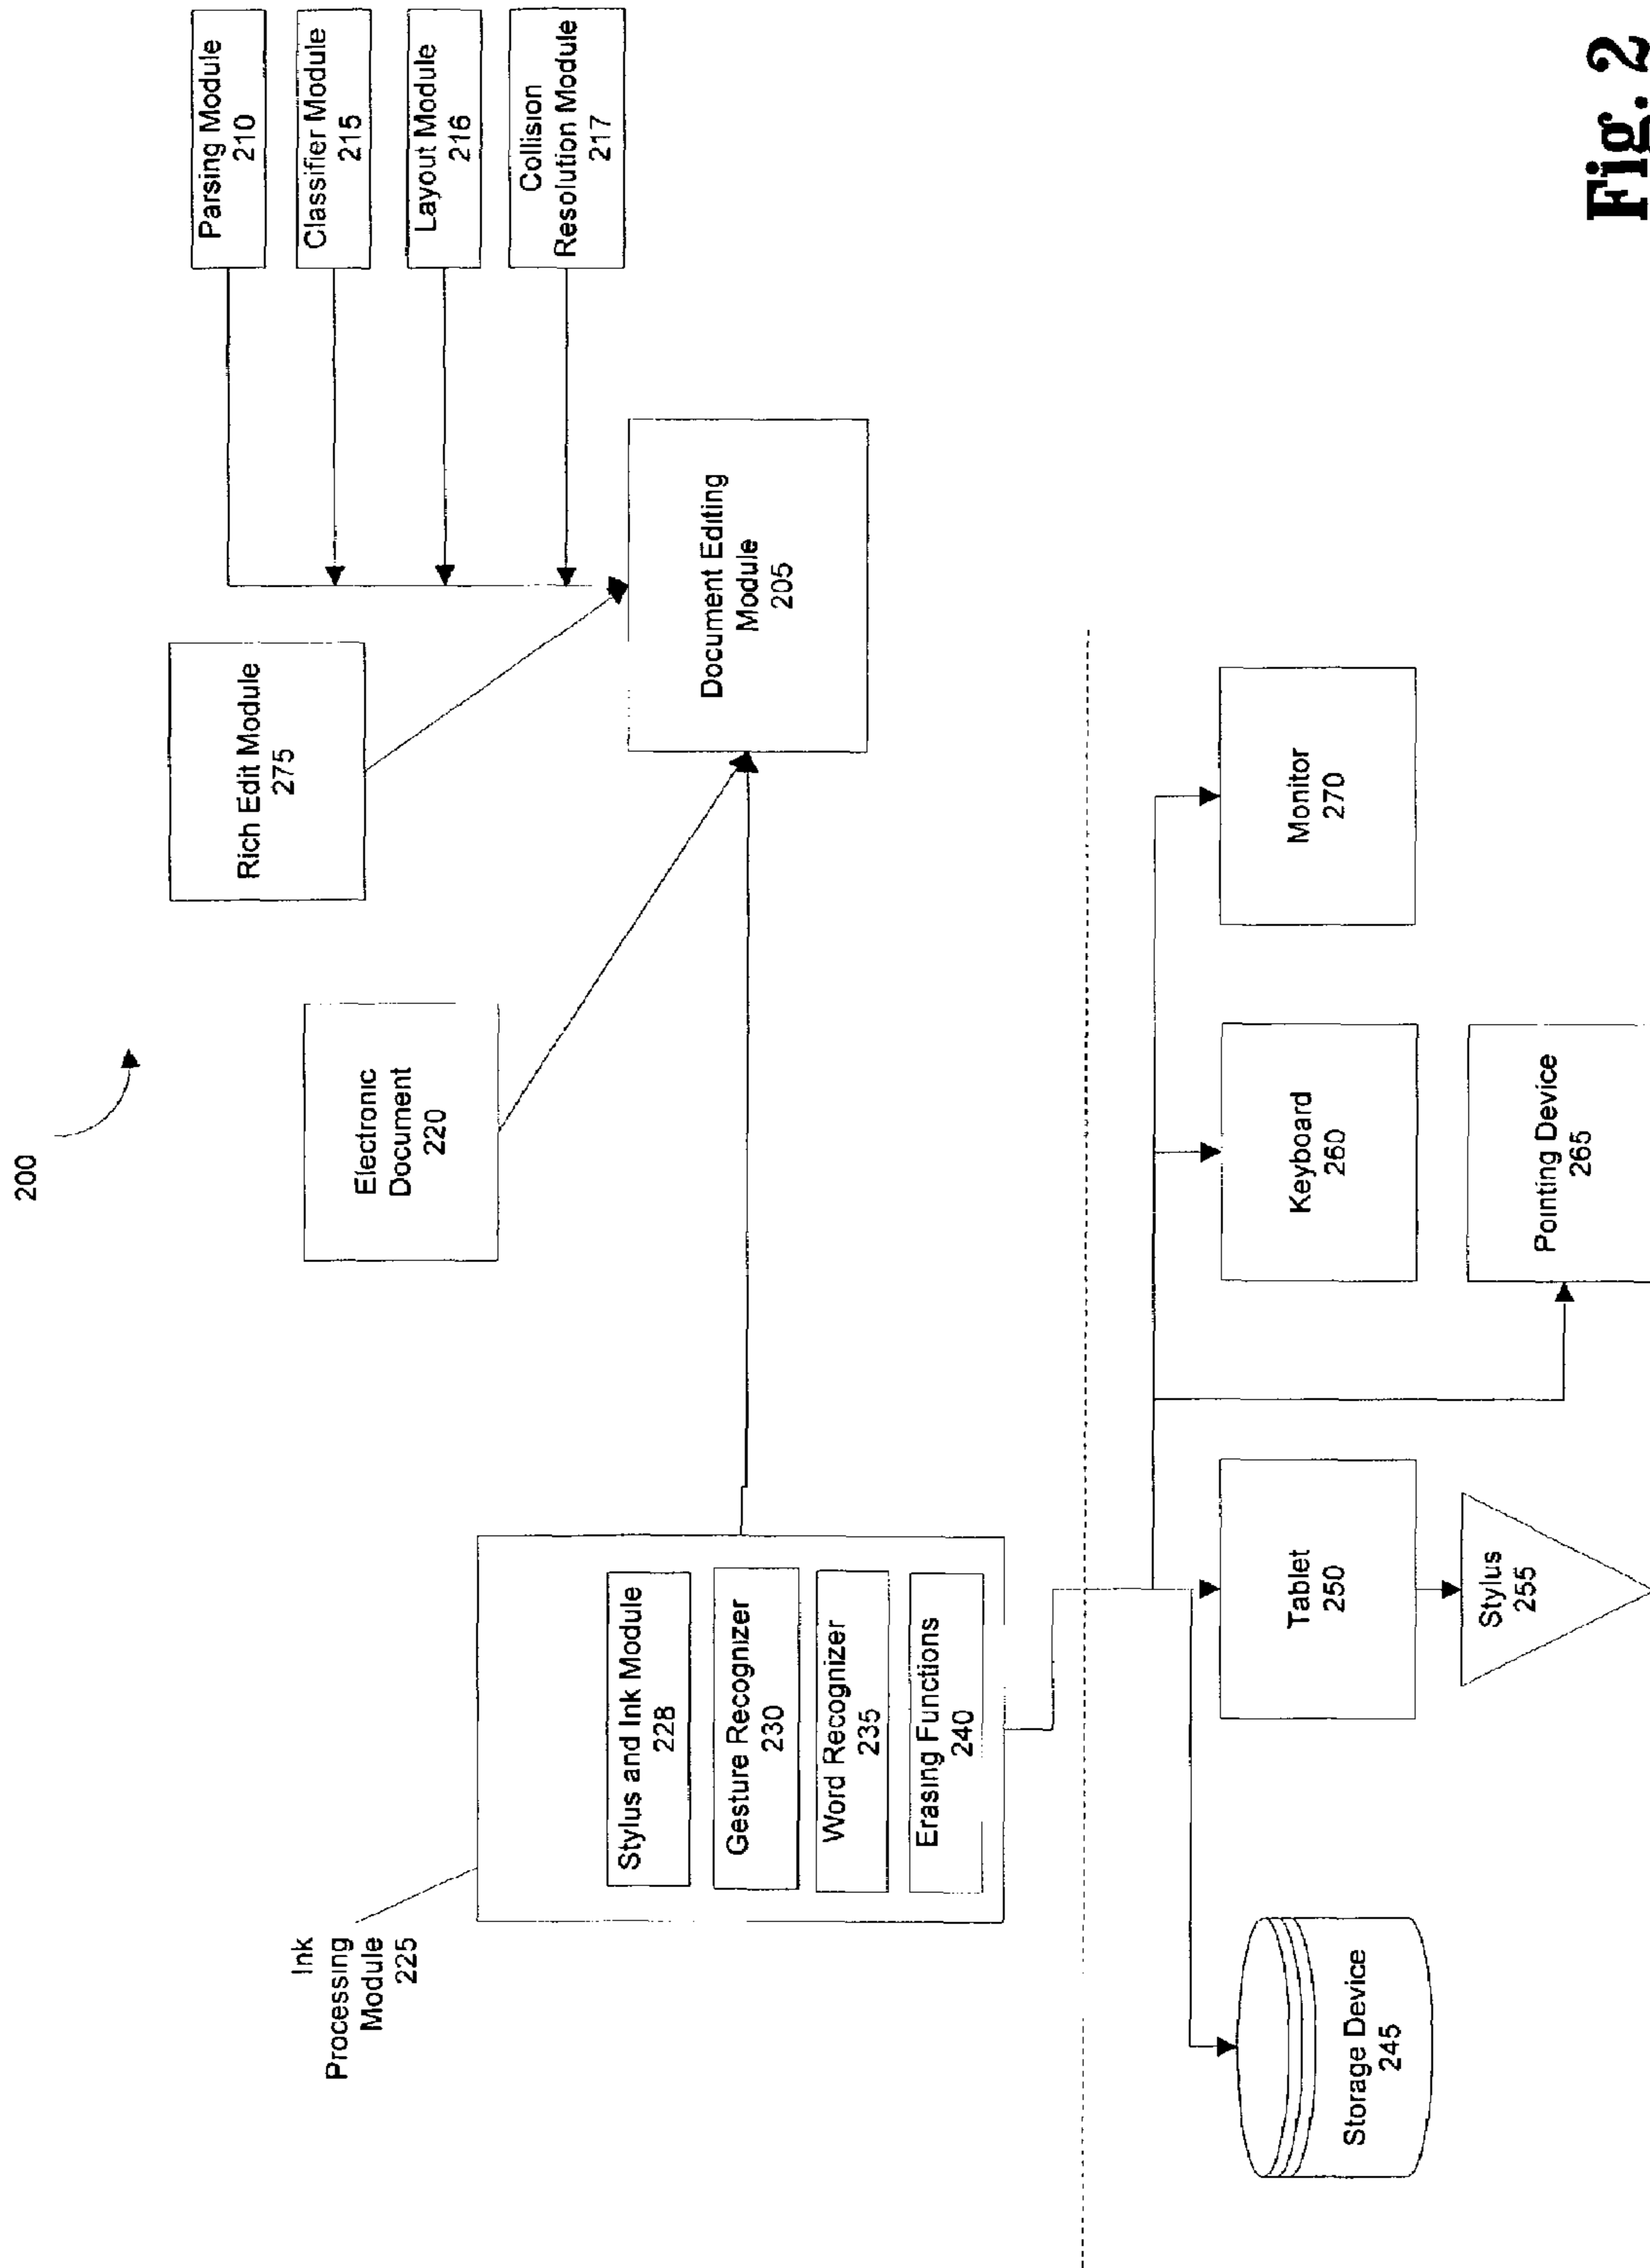 200
Parsing Module
210
Classifier Module
215
Layout Module
216
Collision
Resolution Module
217
Rich Edit Module
275
Electronic
Document
220
Document Editing
Module
205
Ink
Processing
Module
225
Stylus and Ink Module
228
Gesture Recognizer
230
Word Recognizer
235
Erasing Functions
240
Storage Device
245
Tablet
250
Stylus
255
Keyboard
260
Pointing Device
265
Monitor
270
Fig. 2